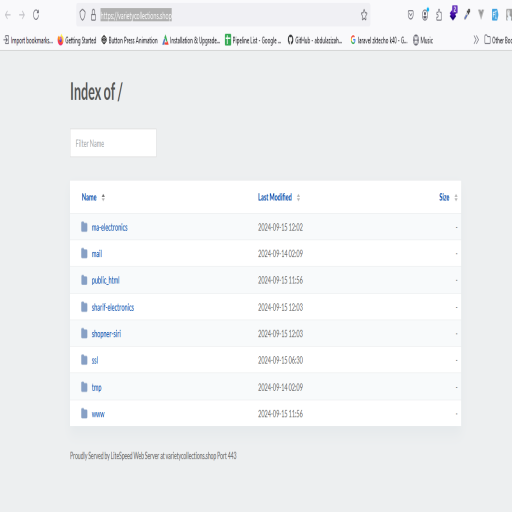 https://varietycollections.shop
Import bookmarks... Getting Started Button Press Animation Installation & Upgrade... Pipeline List - Google ... GitHub - abdulazizah... laravel zktecho k40 - G... Music Other Boo
Index of /
Filter Name
Name Last Modified Size
ma-electronics 2024-09-15 12:02 -
mail 2024-09-14 02:09 -
public_html 2024-09-15 11:56 -
sharif-electronics 2024-09-15 12:03 -
shopner-siri 2024-09-15 12:03 -
ssl 2024-09-15 06:30 -
tmp 2024-09-14 02:09 -
www 2024-09-15 11:56 -
Proudly Served by LiteSpeed Web Server at varietycollections.shop Port 443